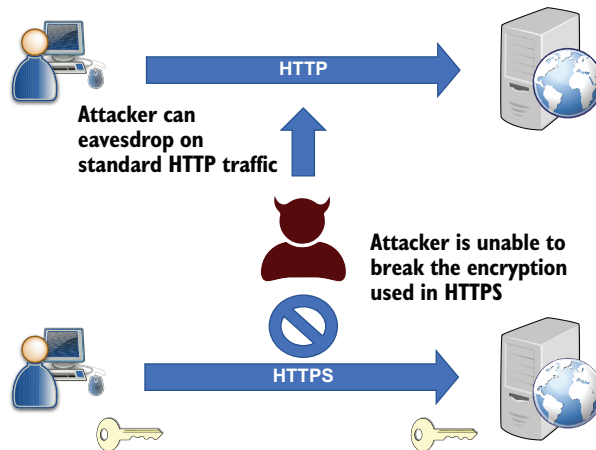 HTTP
Attacker can
eavesdrop on
standard HTTP traffic
Attacker is unable to
break the encryption
used in HTTPS
HTTPS